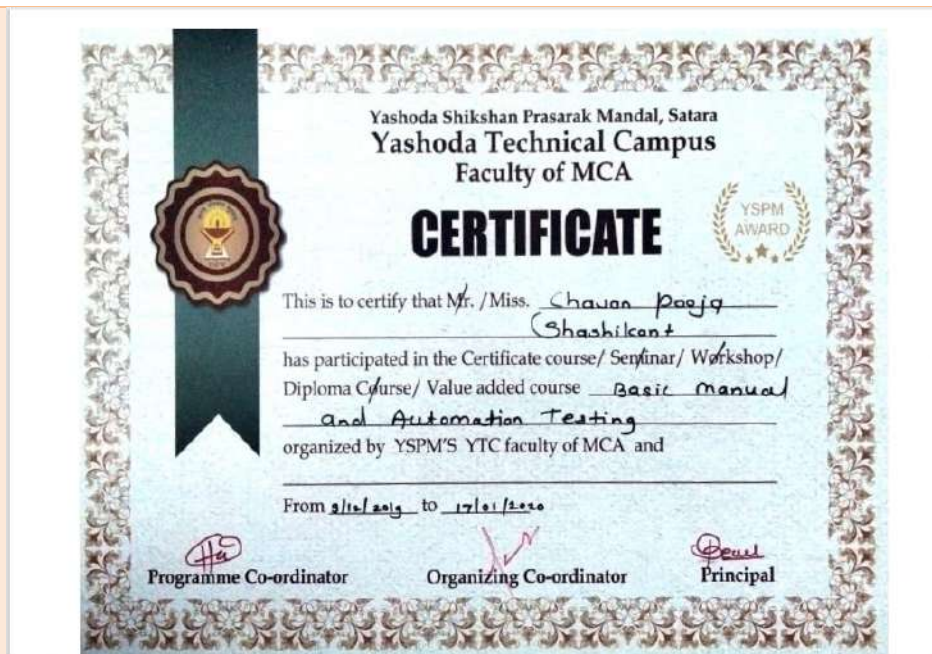 Yashoda Shikshan Prasarak Mandal, Satara
Yashoda Technical Campus
Faculty of MCA
CERTIFICATE
YSPM
AWARD
This is to certify that Mr. /Miss. Chavan Pooja
Shashikant
has participated in the Certificate course/ Seminar/ Workshop/
Diploma Course/ Value added course Basic Manual
and Automation Testing
organized by YSPM'S YTC faculty of MCA and
From 9/12/2019 to 17/01/2020
Programme Co-ordinator
Organizing Co-ordinator
Principal